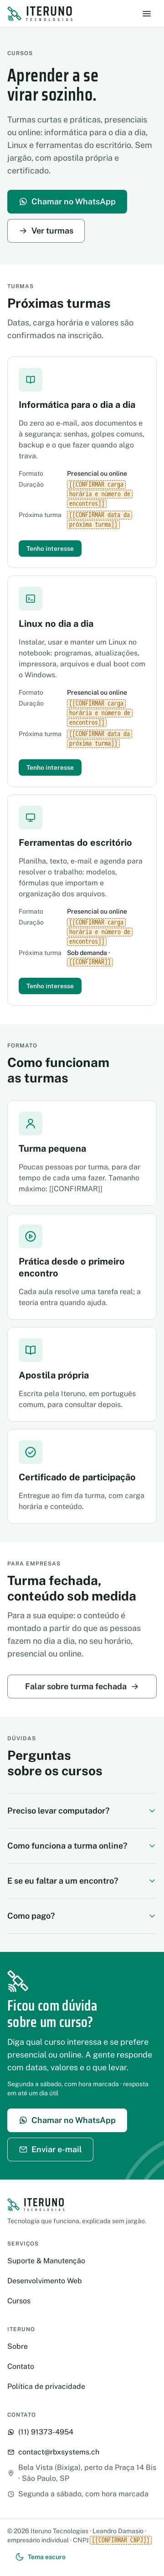 ITERUNO
TECNOLOGIAS
CURSOS
Aprender a se
virar sozinho.
Turmas curtas e práticas, presenciais
ou online: informática para o dia a dia,
Linux e ferramentas do escritório. Sem
jargão, com apostila própria e
certificado.
Chamar no WhatsApp
Ver turmas
TURMAS
Próximas turmas
Datas, carga horária e valores são
confirmados na inscrição.
Informática para o dia a dia
Do zero ao e-mail, aos documentos e
à segurança: senhas, golpes comuns,
backup e o que fazer quando algo
trava.
Formato Presencial ou online
Duração [[CONFIRMAR carga
horária e número de
encontros]]
Próxima turma [[CONFIRMAR data da
próxima turma]]
Tenho interesse
Linux no dia a dia
Instalar, usar e manter um Linux no
notebook: programas, atualizações,
impressoras, arquivos e dual boot com
o Windows.
Formato Presencial ou online
Duração [[CONFIRMAR carga
horária e número de
encontros]]
Próxima turma [[CONFIRMAR data da
próxima turma]]
Tenho interesse
Ferramentas do escritório
Planilha, texto, e-mail e agenda para
resolver o trabalho: modelos,
fórmulas que importam e
organização dos arquivos.
Formato Presencial ou online
Duração [[CONFIRMAR carga
horária e número de
encontros]]
Próxima turma Sob demanda ·
[[CONFIRMAR]]
Tenho interesse
FORMATO
Como funcionam
as turmas
Turma pequena
Poucas pessoas por turma, para dar
tempo de cada uma fazer. Tamanho
máximo: [[CONFIRMAR]]
Prática desde o primeiro
encontro
Cada aula resolve uma tarefa real; a
teoria entra quando ajuda.
Apostila própria
Escrita pela Iteruno, em português
comum, para consultar depois.
Certificado de participação
Entregue ao fim da turma, com carga
horária e conteúdo.
PARA EMPRESAS
Turma fechada,
conteúdo sob medida
Para a sua equipe: o conteúdo é
montado a partir do que as pessoas
fazem no dia a dia, no seu horário,
presencial ou online.
Falar sobre turma fechada
DÚVIDAS
Perguntas
sobre os cursos
Preciso levar computador?
Como funciona a turma online?
E se eu faltar a um encontro?
Como pago?
Ficou com dúvida
sobre um curso?
Diga qual curso interessa e se prefere
presencial ou online. A gente responde
com datas, valores e o que levar.
Segunda a sábado, com hora marcada · resposta
em até um dia útil
Chamar no WhatsApp
Enviar e-mail
ITERUNO
TECNOLOGIAS
Tecnologia que funciona, explicada sem jargão.
SERVIÇOS
Suporte & Manutenção
Desenvolvimento Web
Cursos
ITERUNO
Sobre
Contato
Política de privacidade
CONTATO
(11) 91373-4954
contact@rbxsystems.ch
Bela Vista (Bixiga), perto da Praça 14 Bis
· São Paulo, SP
Segunda a sábado, com hora marcada
© 2026 Iteruno Tecnologias · Leandro Damasio ·
empresário individual · CNPJ [[CONFIRMAR CNPJ]]
Tema escuro